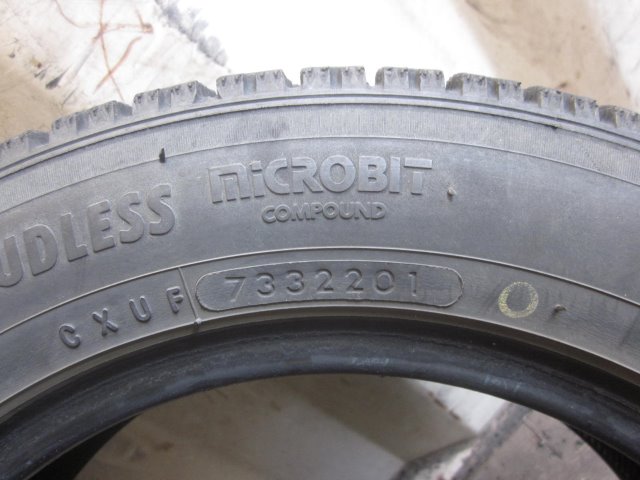 UDLESS MiCROBIT
COMPOUND
CXUF 7332201